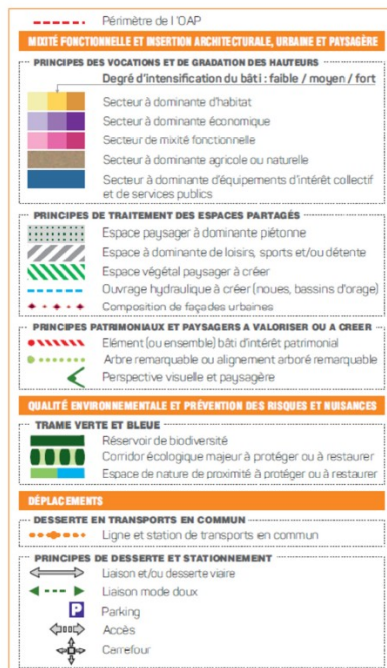 Périmètre de l 'OAP
MIXITÉ FONCTIONNELLE ET INSERTION ARCHITECTURALE, URBAINE ET PAYSAGÈRE
PRINCIPES DES VOCATIONS ET DE GRADATION DES HAUTEURS
Degré d'intensification du bâti : faible / moyen / fort
Secteur à dominante d'habitat
Secteur à dominante économique
Secteur de mixité fonctionnelle
Secteur à dominante agricole ou naturelle
Secteur à dominante d'équipements d'intérêt collectif
et de services publics
PRINCIPES DE TRAITEMENT DES ESPACES PARTAGÉS
Espace paysager à dominante piétonne
Espace à dominante de loisirs, sports et/ou détente
Espace végétal paysager à créer
Ouvrage hydraulique à créer (noues, bassins d'orage)
Composition de façades urbaines
PRINCIPES PATRIMONIAUX ET PAYSAGERS A VALORISER OU A CREER
Elément (ou ensemble) bâti d'intérêt patrimonial
Arbre remarquable ou alignement arboré remarquable
Perspective visuelle et paysagère
QUALITÉ ENVIRONNEMENTALE ET PRÉVENTION DES RISQUES ET NUISANCES
TRAME VERTE ET BLEUE
Réservoir de biodiversité
Corridor écologique majeur à protéger ou à restaurer
Espace de nature de proximité à protéger ou à restaurer
DÉPLACEMENTS
DESSERTE EN TRANSPORTS EN COMMUN
Ligne et station de transports en commun
PRINCIPES DE DESSERTE ET STATIONNEMENT
Liaison et/ou desserte viaire
Liaison mode doux
P Parking
Accès
Carrefour